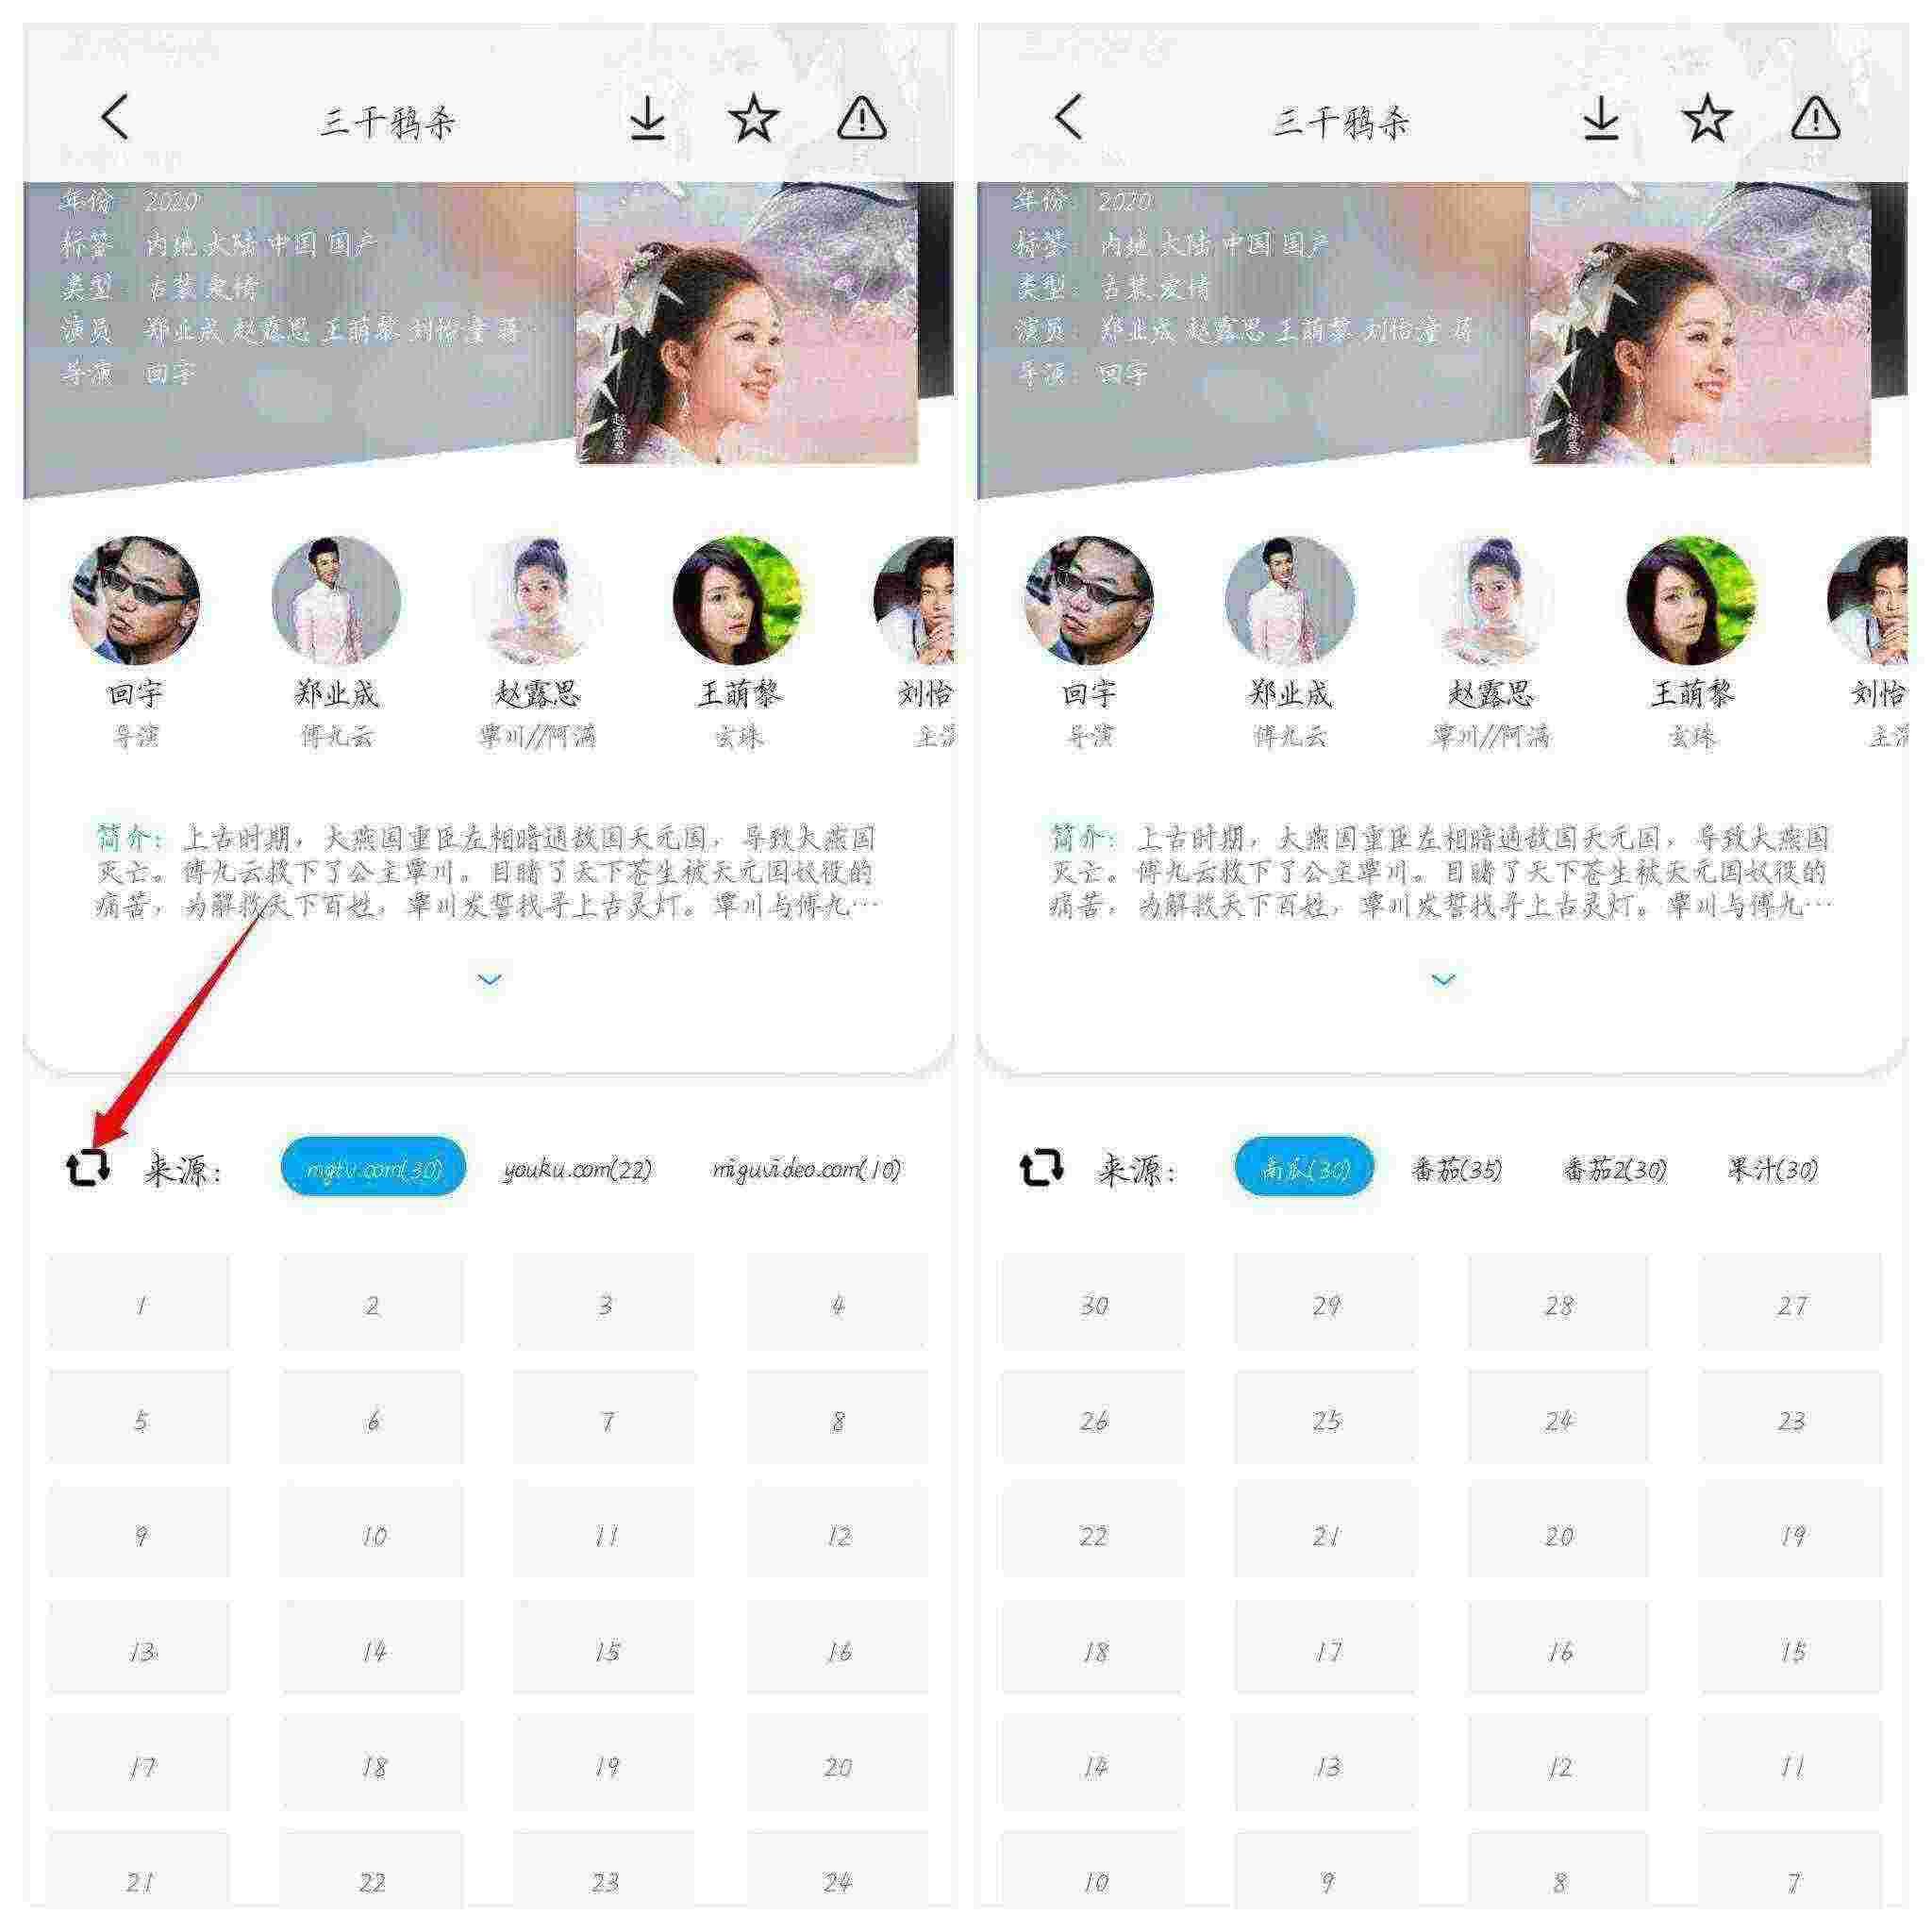 三千鸦杀
年份: 2020
标签: 内地 大陆 中国 国产
类型: 古装 爱情
演员: 郑业成 赵露思 王萌黎 刘怡潼 蒋
导演: 回宇
赵露思
回宇
郑业成
赵露思
王萌黎
刘怡
导演
傅九云
覃川//阿满
玄珠
主演
简介: 上古时期，大燕国重臣左相暗通敌国天元国，导致大燕国
灭亡。傅九云救下了公主覃川。目睹了天下苍生被天元国奴役的
痛苦，为解救天下百姓，覃川发誓找寻上古灵灯。覃川与傅九…
来源:
mgtv.com(30)
youku.com(22)
miguvideo.com(10)
1 2 3 4
5 6 7 8
9 10 11 12
13 14 15 16
17 18 19 20
21 22 23 24
三千鸦杀
年份: 2020
标签: 内地 大陆 中国 国产
类型: 古装 爱情
演员: 郑业成 赵露思 王萌黎 刘怡潼 蒋
导演: 回宇
赵露思
回宇
郑业成
赵露思
王萌黎
刘怡
导演
傅九云
覃川//阿满
玄珠
主演
简介: 上古时期，大燕国重臣左相暗通敌国天元国，导致大燕国
灭亡。傅九云救下了公主覃川。目睹了天下苍生被天元国奴役的
痛苦，为解救天下百姓，覃川发誓找寻上古灵灯。覃川与傅九…
来源:
南瓜(30)
番茄(35)
番茄2(30)
果汁(30)
30 29 28 27
26 25 24 23
22 21 20 19
18 17 16 15
14 13 12 11
10 9 8 7